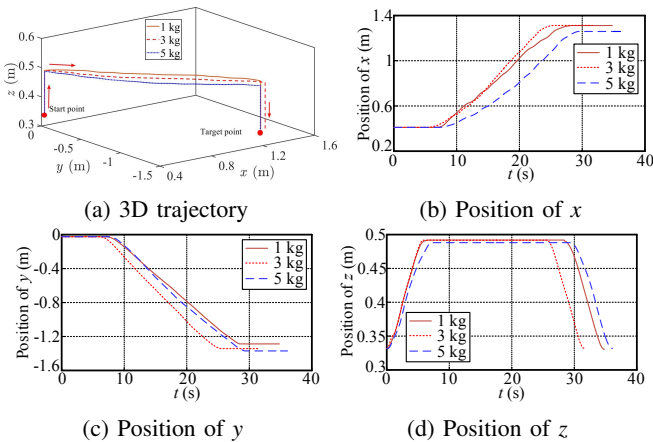 0.6
0.5
z (m)
0.4
0.3
0
-0.5
y (m)
-1
-1.5
0.4
0.8
x (m)
1.2
1.6
1 kg
3 kg
5 kg
Start point
Target point
(a) 3D trajectory
1.4
1
0.6
0.2
Position of x (m)
1 kg
3 kg
5 kg
0 10 20 30 40
t (s)
(b) Position of x
0
-0.4
-0.8
-1.2
-1.6
Position of y (m)
1 kg
3 kg
5 kg
0 10 20 30 40
t (s)
(c) Position of y
0.5
0.45
0.4
0.35
0.3
Position of z (m)
1 kg
3 kg
5 kg
0 10 20 30 40
t (s)
(d) Position of z